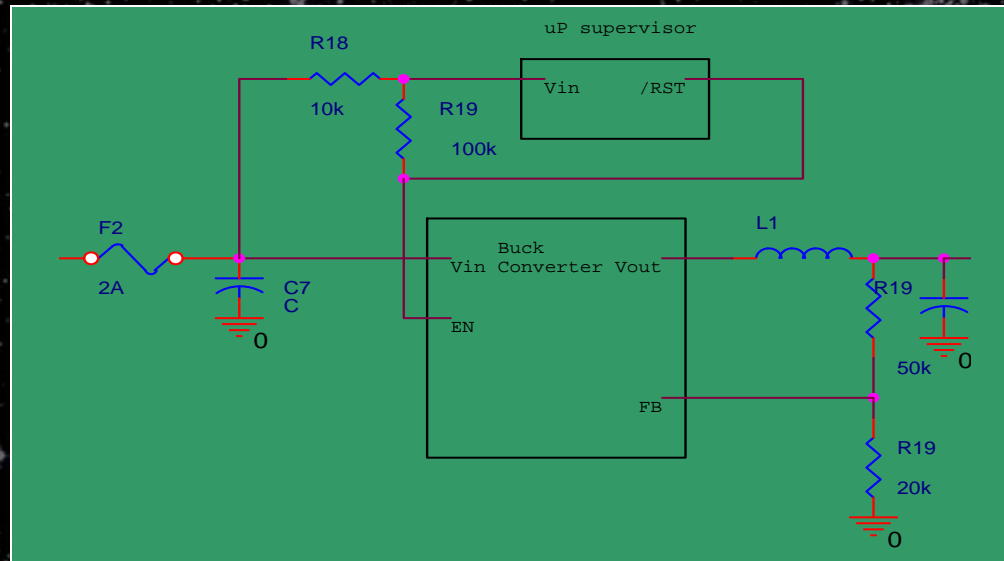 uP supervisor
R18
10k
Vin /RST
R19
100k
F2
2A
C7
C
0
Buck
Vin Converter Vout
EN
FB
L1
R19
50k
0
R19
20k
0